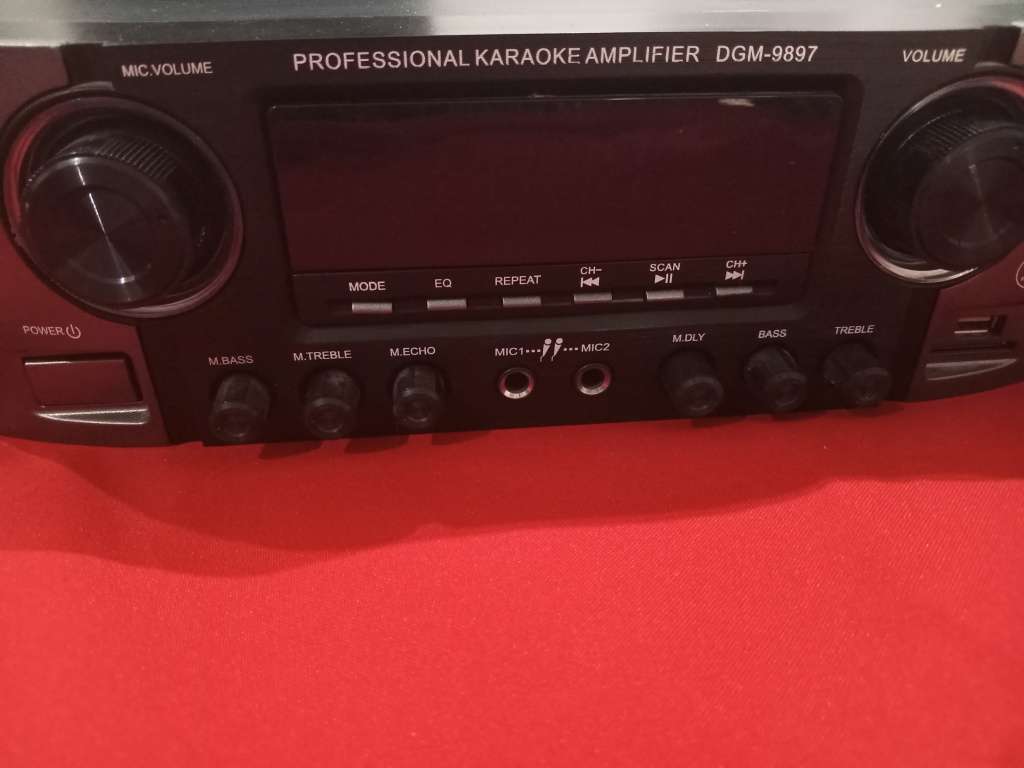 PROFESSIONAL KARAOKE AMPLIFIER DGM-9897
MIC.VOLUME
VOLUME
MODE
EQ
REPEAT
CH-
SCAN
CH+
POWER
M.BASS
M.TREBLE
M.ECHO
MIC1
MIC2
M.DLY
BASS
TREBLE